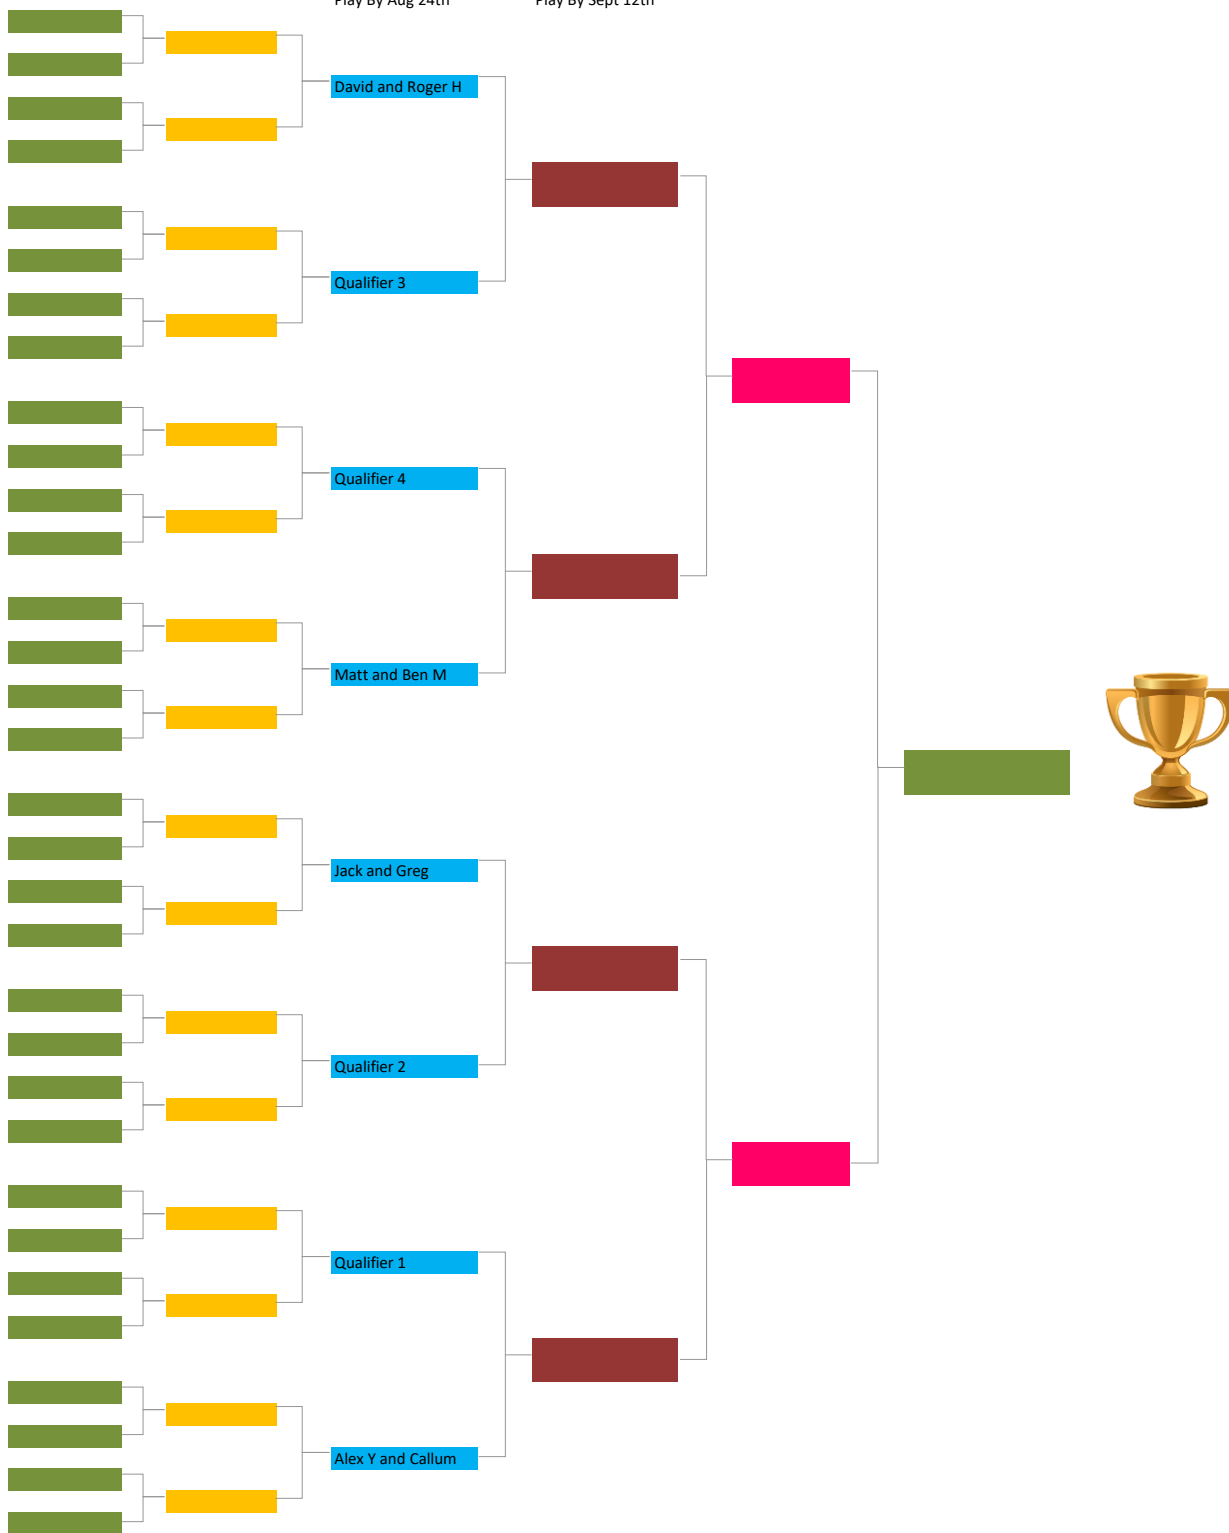 Play By Aug 24th
Play By Sept 12th
David and Roger H
Qualifier 3
Qualifier 4
Matt and Ben M
Jack and Greg
Qualifier 2
Qualifier 1
Alex Y and Callum